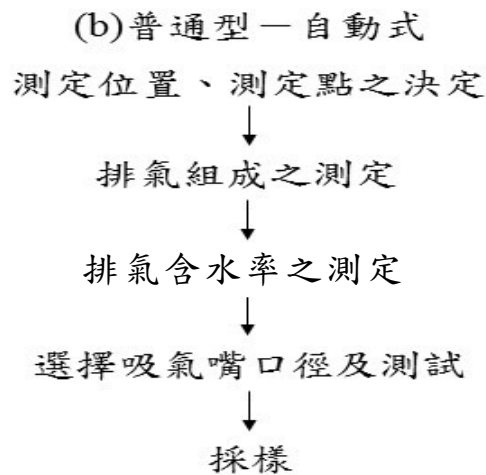 (b)普通型－自動式
測定位置、測定點之決定
排氣組成之測定
排氣含水率之測定
選擇吸氣嘴口徑及測試
採樣